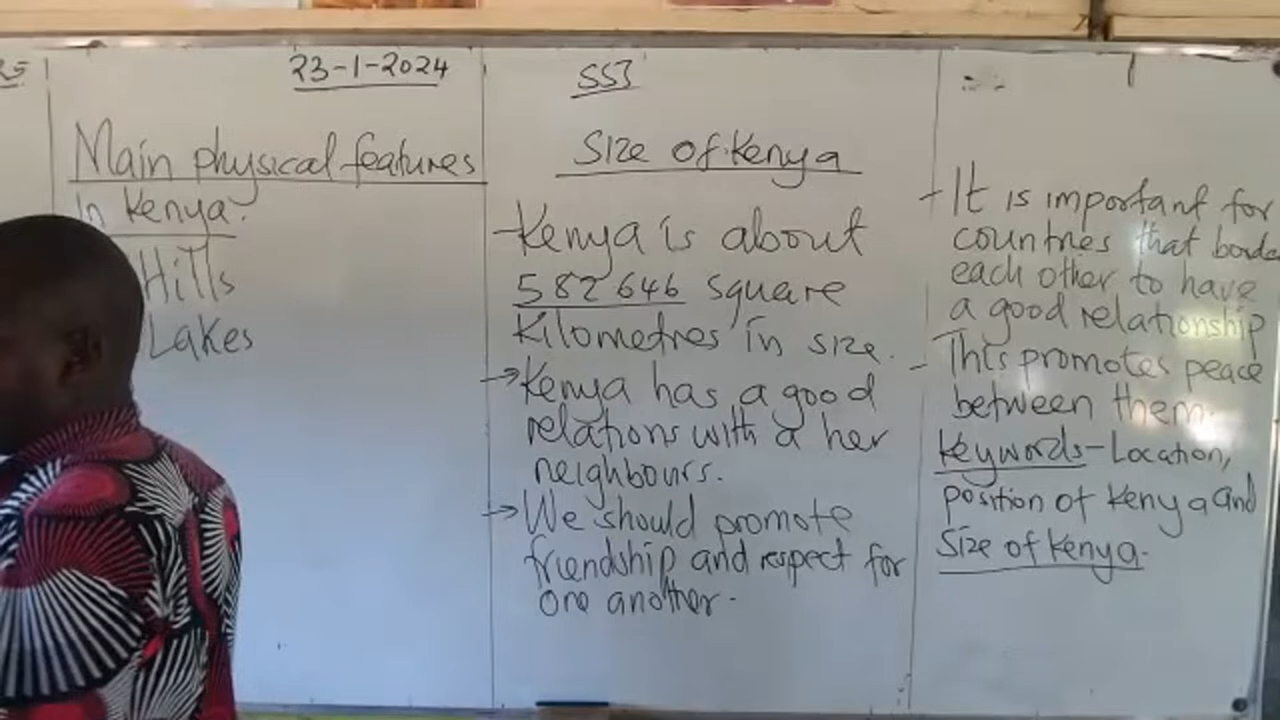 23-1-2024
Main physical features
in Kenya.
Hills
Lakes
SS3
Size of Kenya
-Kenya is about
582 646 square
Kilometres in size.
→Kenya has a good
relations with a her
neighbours.
→We should promote
friendship and respect for
one another.
-It is important for
countries that borde
each other to have
a good relationship
-This promotes peace
between them.
Keywords-Location,
position of Kenya and
Size of Kenya.